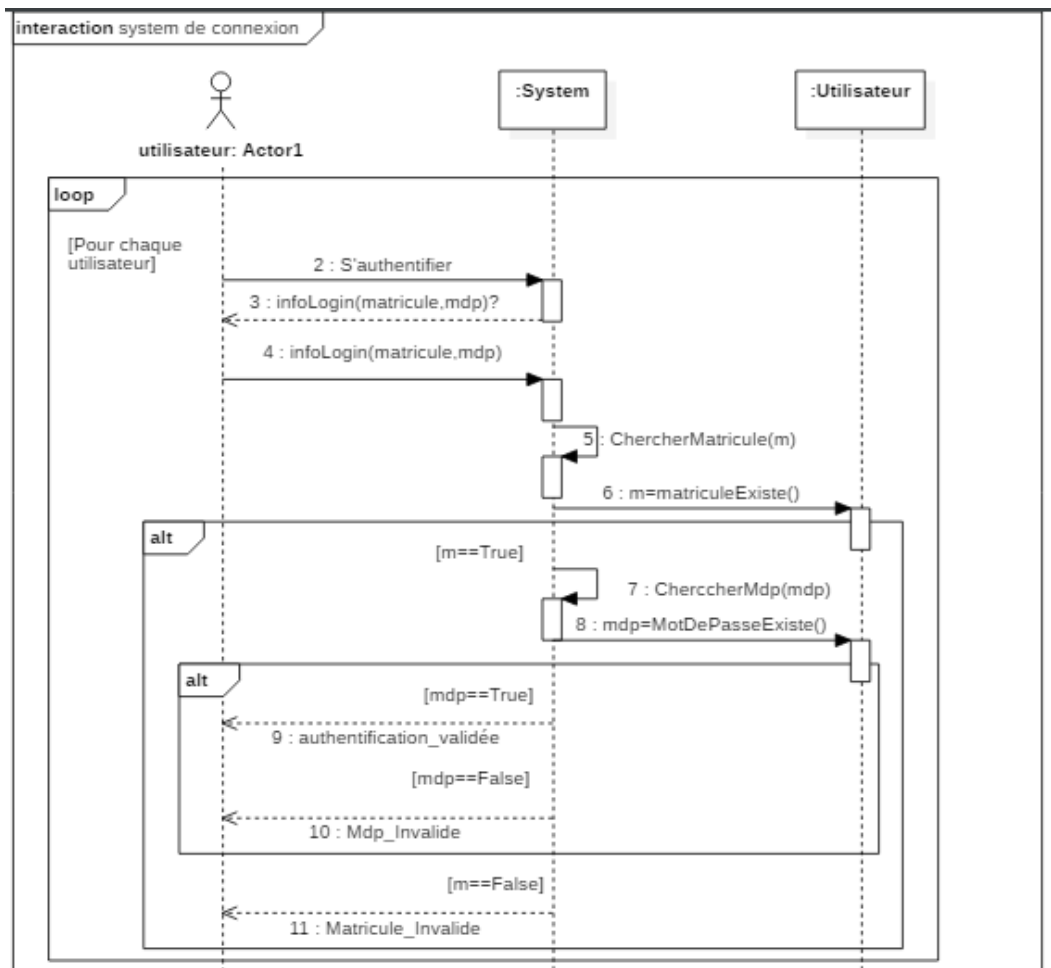 interaction system de connexion
:System
:Utilisateur
utilisateur: Actor1
loop
[Pour chaque
utilisateur]
2 : S'authentifier
3 : infoLogin(matricule,mdp)?
4 : infoLogin(matricule,mdp)
5 : ChercherMatricule(m)
6 : m=matriculeExiste()
alt
[m==True]
7 : CherccherMdp(mdp)
8 : mdp=MotDePasseExiste()
alt
[mdp==True]
9 : authentification_validée
[mdp==False]
10 : Mdp_Invalide
[m==False]
11 : Matricule_Invalide